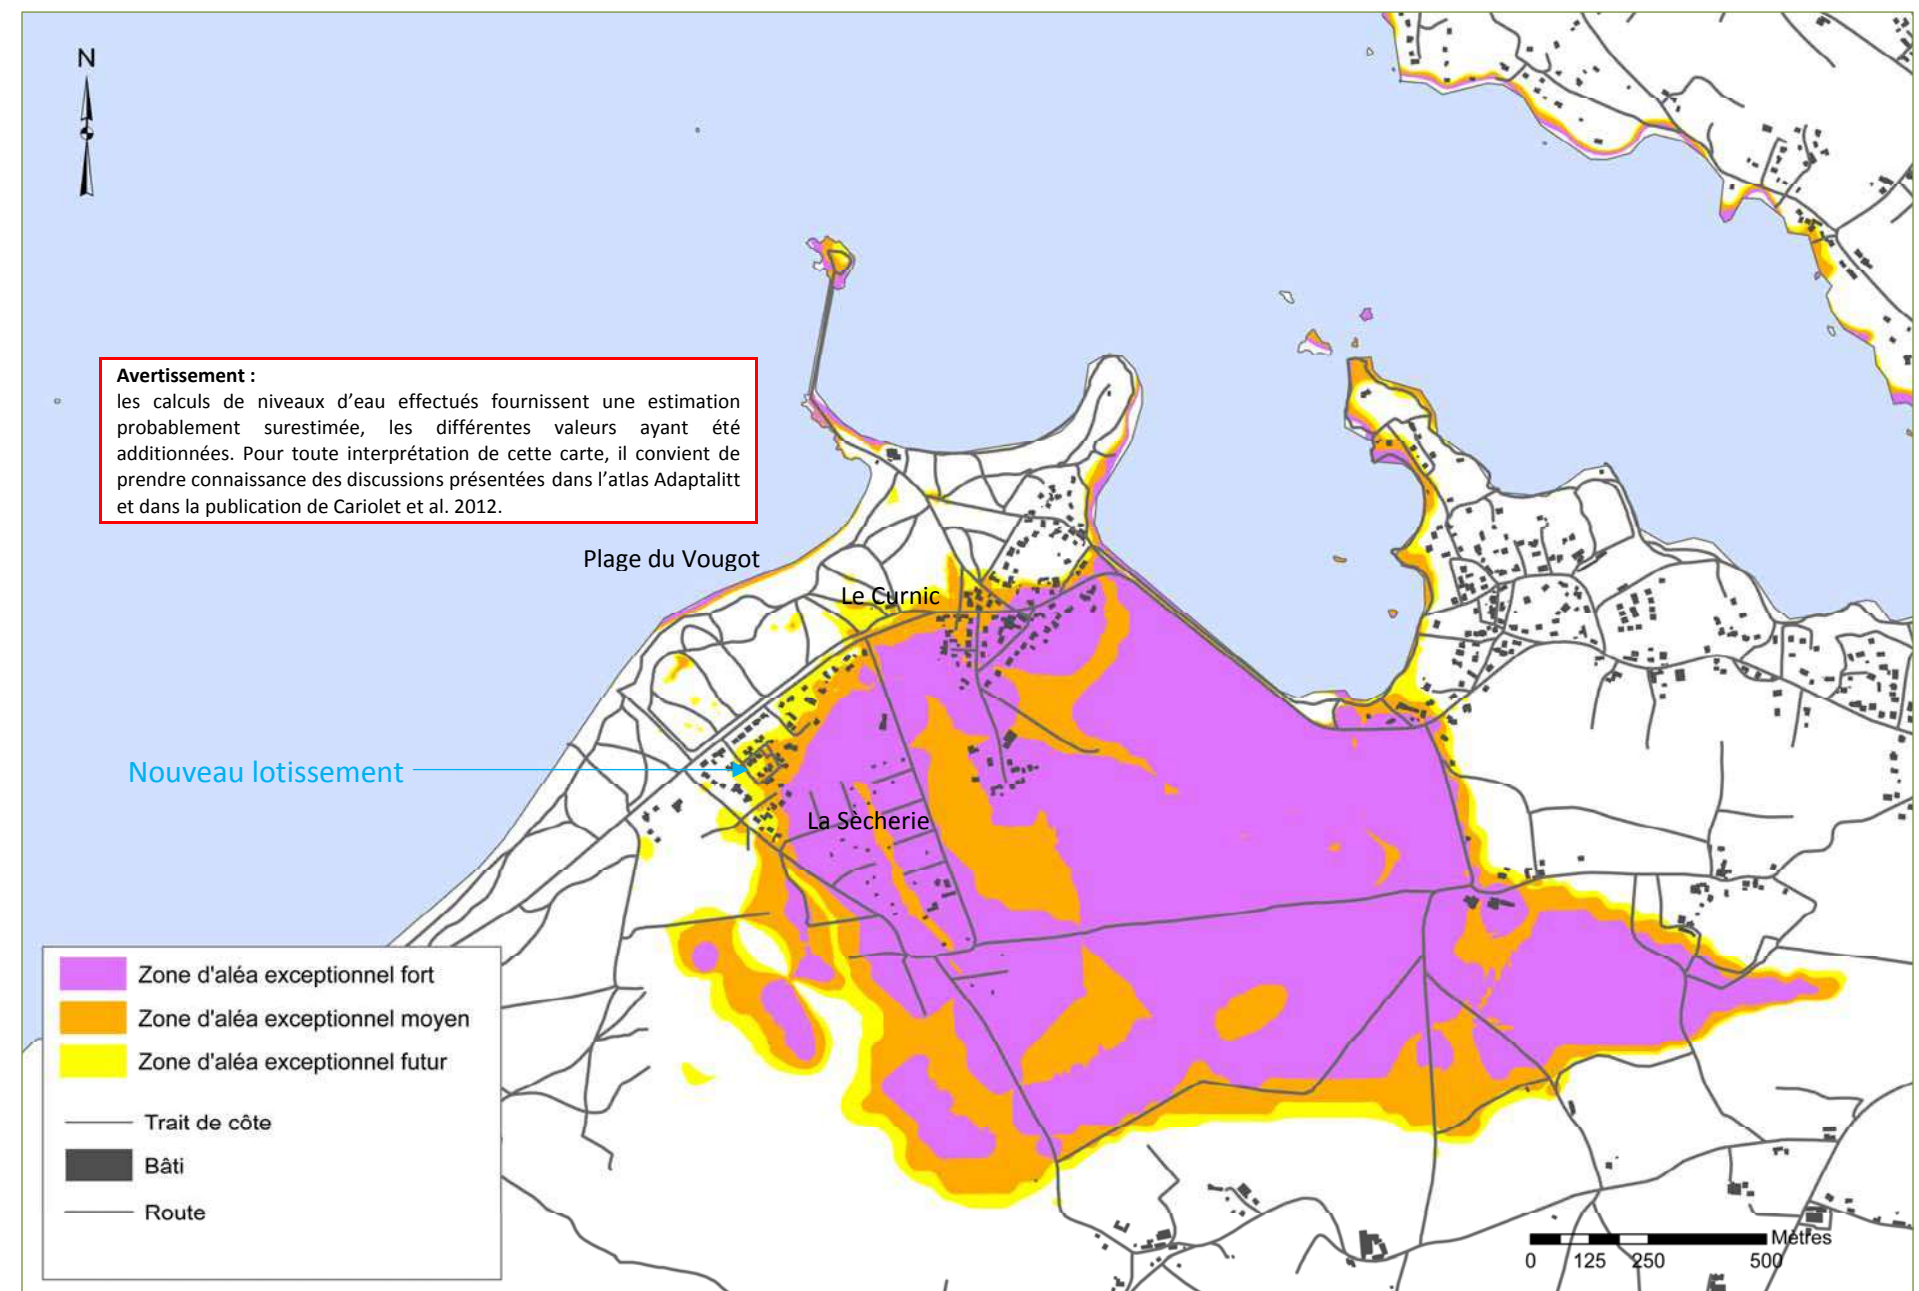 N
Avertissement :
les calculs de niveaux d'eau effectués fournissent une estimation
probablement surestimée, les différentes valeurs ayant été
additionnées. Pour toute interprétation de cette carte, il convient de
prendre connaissance des discussions présentées dans l'atlas Adaptalitt
et dans la publication de Cariolet et al. 2012.
Plage du Vougot
Le Curnic
Nouveau lotissement
La Sècherie
Zone d'aléa exceptionnel fort
Zone d'aléa exceptionnel moyen
Zone d'aléa exceptionnel futur
Trait de côte
Bâti
Route
Mètres
0 125 250 500